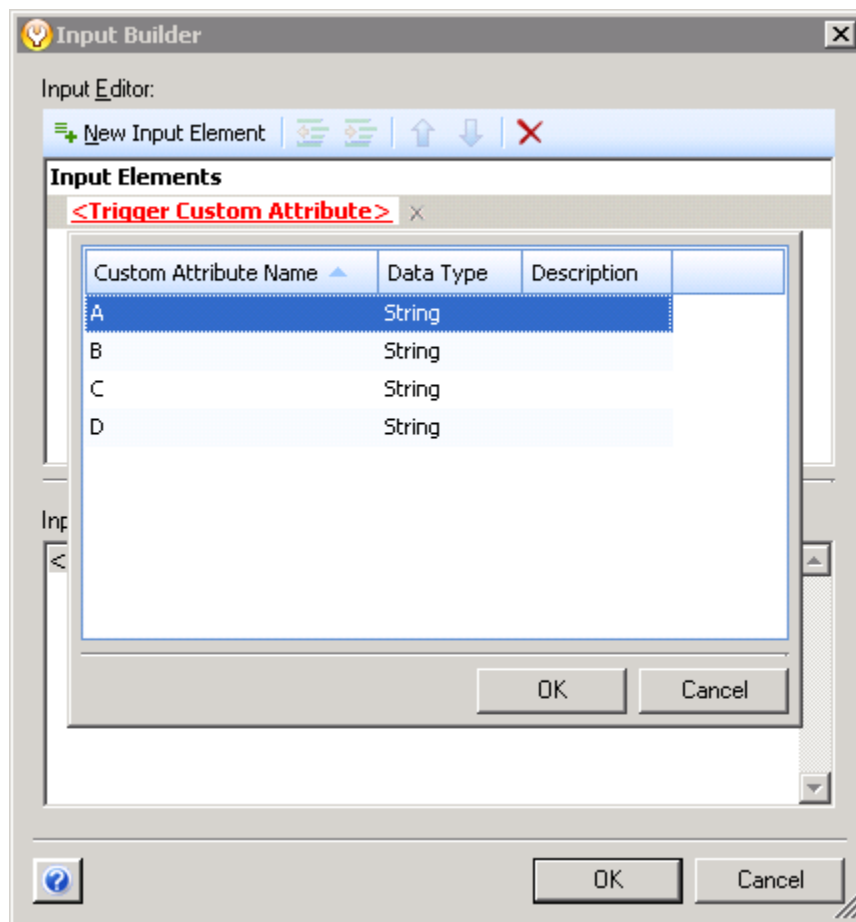 Input Builder
Input Editor:
New Input Element
Input Elements
<Trigger Custom Attribute> x
Custom Attribute Name Data Type Description
A String
B String
C String
D String
Inp
<
OK Cancel
OK Cancel